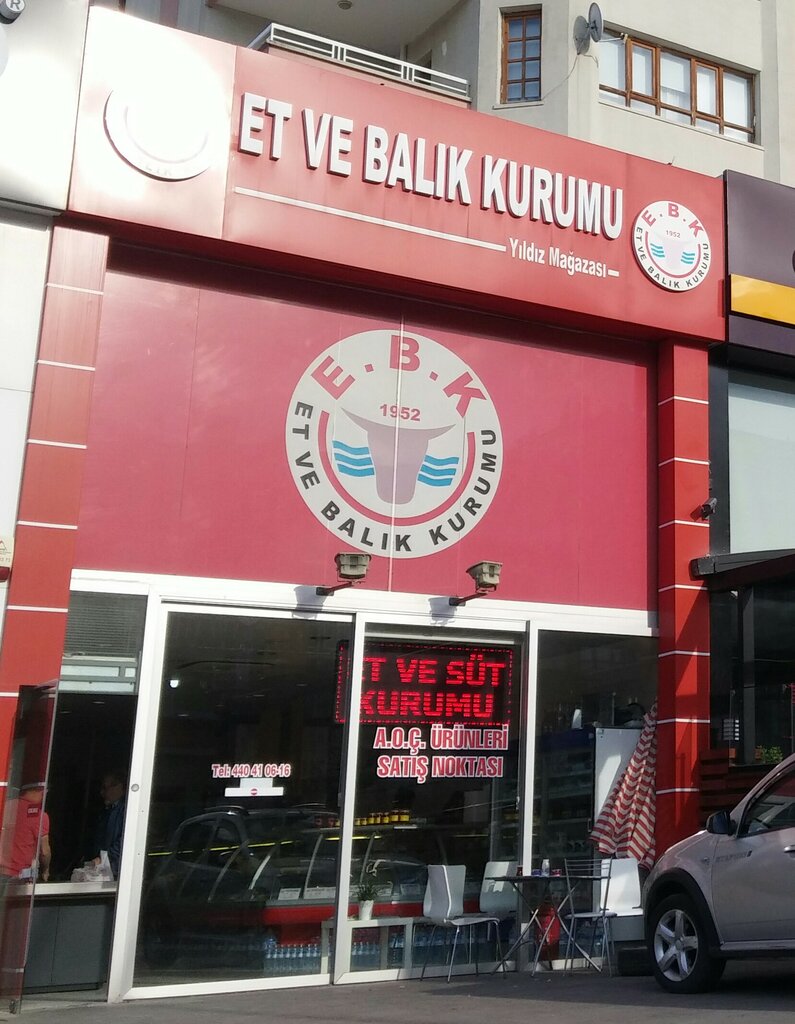 ET VE BALIK KURUMU
Yıldız Mağazası
E.B.K
1952
ET VE BALIK KURUMU
E.B.K
1952
ET VE BALIK KURUMU
ET VE SÜT
KURUMU
A.O.Ç. ÜRÜNLERİ
SATIŞ NOKTASI
Tel: 440 41 06-16